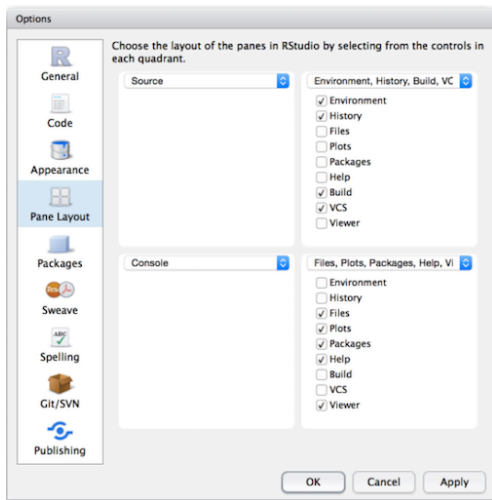 Options
Choose the layout of the panes in RStudio by selecting from the controls in
each quadrant.
R
General
Code
Appearance
Pane Layout
Packages
Sweave
ABC
Spelling
Git/SVN
Publishing
Source
Environment, History, Build, VC
Environment
History
Files
Plots
Packages
Help
Build
VCS
Viewer
Console
Files, Plots, Packages, Help, Vi
Environment
History
Files
Plots
Packages
Help
Build
VCS
Viewer
OK
Cancel
Apply